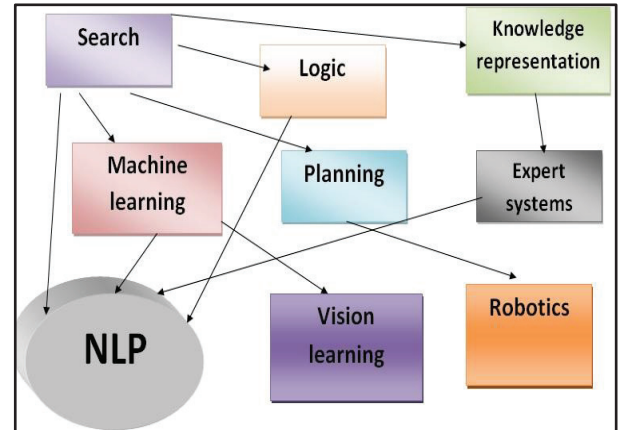 Search
Knowledge
representation
Logic
Machine
learning
Planning
Expert
systems
NLP
Vision
learning
Robotics